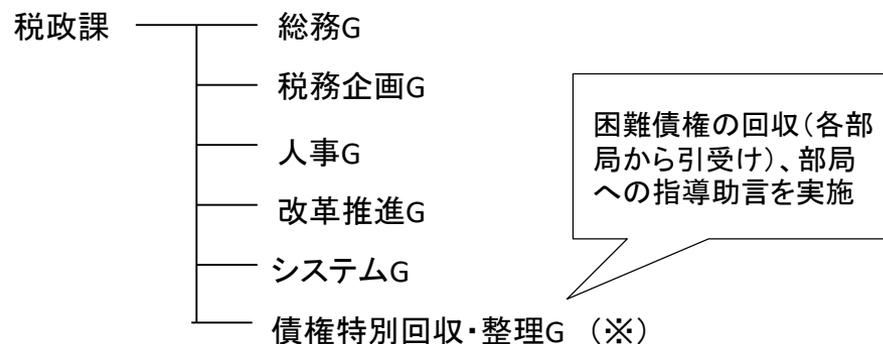 税政課
総務G
税務企画G
人事G
改革推進G
システムG
債権特別回収・整理G （※）
困難債権の回収（各部
局から引受け）、部局
への指導助言を実施